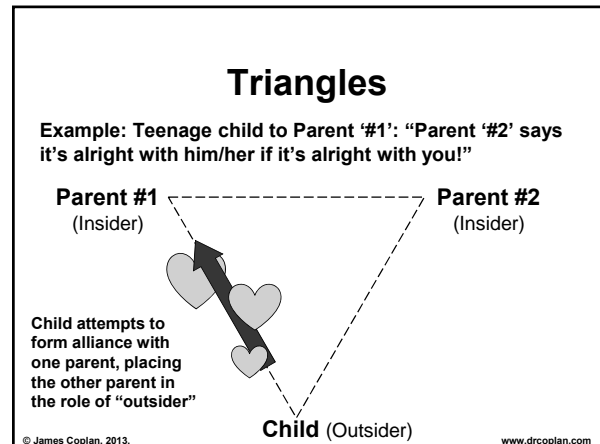 Triangles
Example: Teenage child to Parent ‘#1’: “Parent ‘#2’ says
it’s alright with him/her if it’s alright with you!”
Parent #1
(Insider)
Parent #2
(Insider)
Child attempts to
form alliance with
one parent, placing
the other parent in
the role of “outsider”
Child (Outsider)
© James Coplan, 2013.
www.drcoplan.com